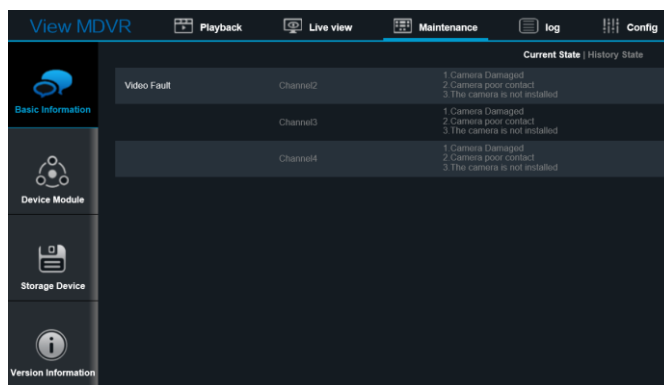 View MDVR Playback Live view Maintenance log Config
Current State | History State
Basic Information
Video Fault Channel2
1.Camera Damaged
2.Camera poor contact
3.The camera is not installed
Channel3
1.Camera Damaged
2.Camera poor contact
3.The camera is not installed
Channel4
1.Camera Damaged
2.Camera poor contact
3.The camera is not installed
Device Module
Storage Device
Version Information